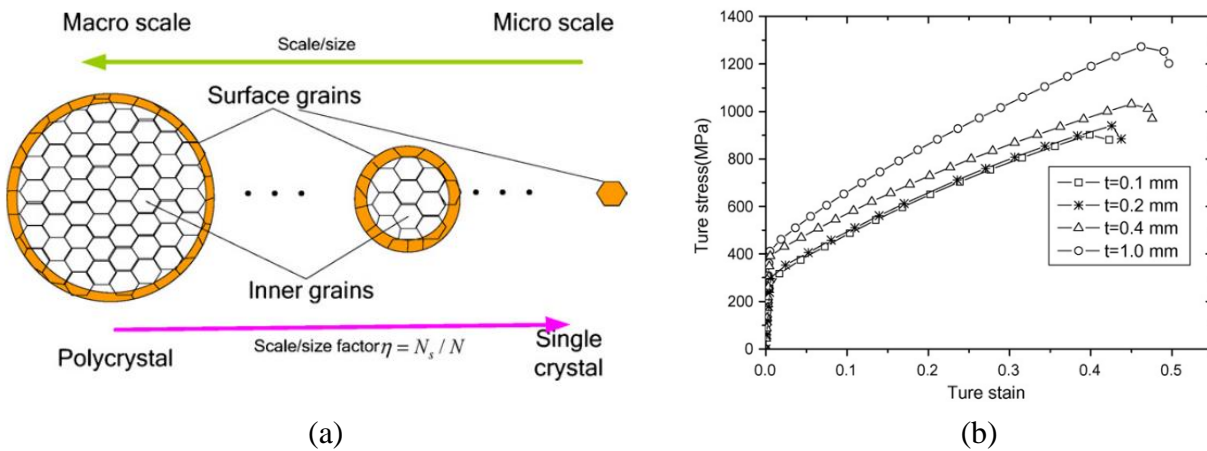 Macro scale
Micro scale
Scale/size
Surface grains
Inner grains
Polycrystal
Scale/size factor η = N_s / N
Single
crystal
(a)
Ture stress(MPa)
1400
1200
1000
800
600
400
200
0
t=0.1 mm
t=0.2 mm
t=0.4 mm
t=1.0 mm
0.0 0.1 0.2 0.3 0.4 0.5
Ture stain
(b)